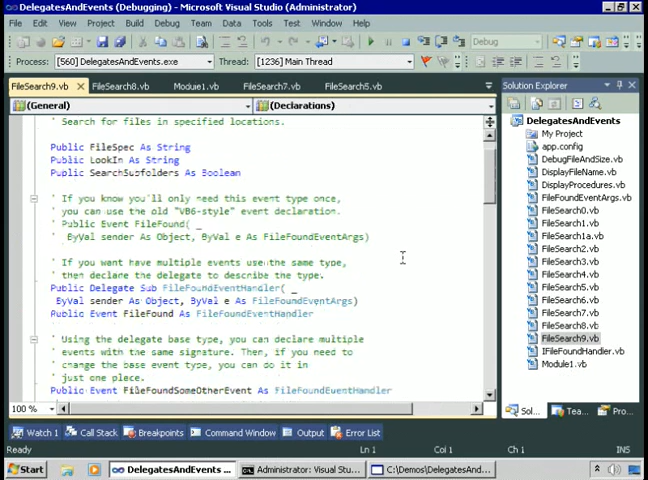 DelegatesAndEvents (Debugging) - Microsoft Visual Studio (Administrator)
File Edit View Project Build Debug Team Data Tools Test Window Help
Debug
Process: [560] DelegatesAndEvents.exe Thread: [1236] Main Thread
FileSearch9.vb FileSearch8.vb Module1.vb FileSearch7.vb FileSearch5.vb
(General) (Declarations)
' Search for files in specified locations.
Public FileSpec As String
Public LookIn As String
Public SearchSubfolders As Boolean
' If you know you'll only need this event type once,
' you can use the old "VB6-style" event declaration.
' Public Event FileFound( _
' ByVal sender As Object, ByVal e As FileFoundEventArgs)
' If you want have multiple events use the same type,
' then declare the delegate to describe the type.
Public Delegate Sub FileFoundEventHandler( _
ByVal sender As Object, ByVal e As FileFoundEventArgs)
Public Event FileFound As FileFoundEventHandler
' Using the delegate base type, you can declare multiple
' events with the same signature. Then, if you need to
' change the base event type, you can do it in
' just one place.
Public Event FileFoundSomeOtherEvent As FileFoundEventHandler
100 %
Solution Explorer
DelegatesAndEvents
My Project
app.config
DebugFileAndSize.vb
DisplayFileName.vb
DisplayProcedures.vb
FileFoundEventArgs.vb
FileSearch0.vb
FileSearch1.vb
FileSearch1a.vb
FileSearch2.vb
FileSearch3.vb
FileSearch4.vb
FileSearch5.vb
FileSearch6.vb
FileSearch7.vb
FileSearch8.vb
FileSearch9.vb
IFileFoundHandler.vb
Module1.vb
Sol... Tea... Pro...
Watch 1 Call Stack Breakpoints Command Window Output Error List
Ready Ln 1 Col 1 Ch 1 INS
Start DelegatesAndEvents ... Administrator: Visual Stu... C:\Demos\DelegatesAnd...